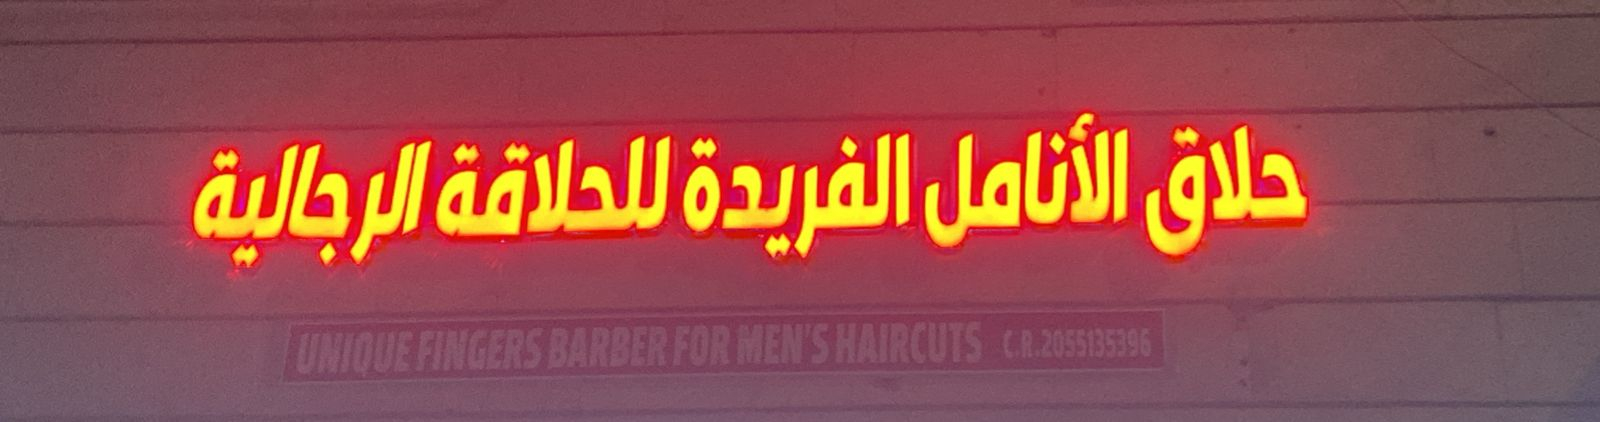 حلاق الأنامل الفريدة للحلاقة الرجالية
UNIQUE FINGERS BARBER FOR MEN'S HAIRCUTS C.R.2055135396